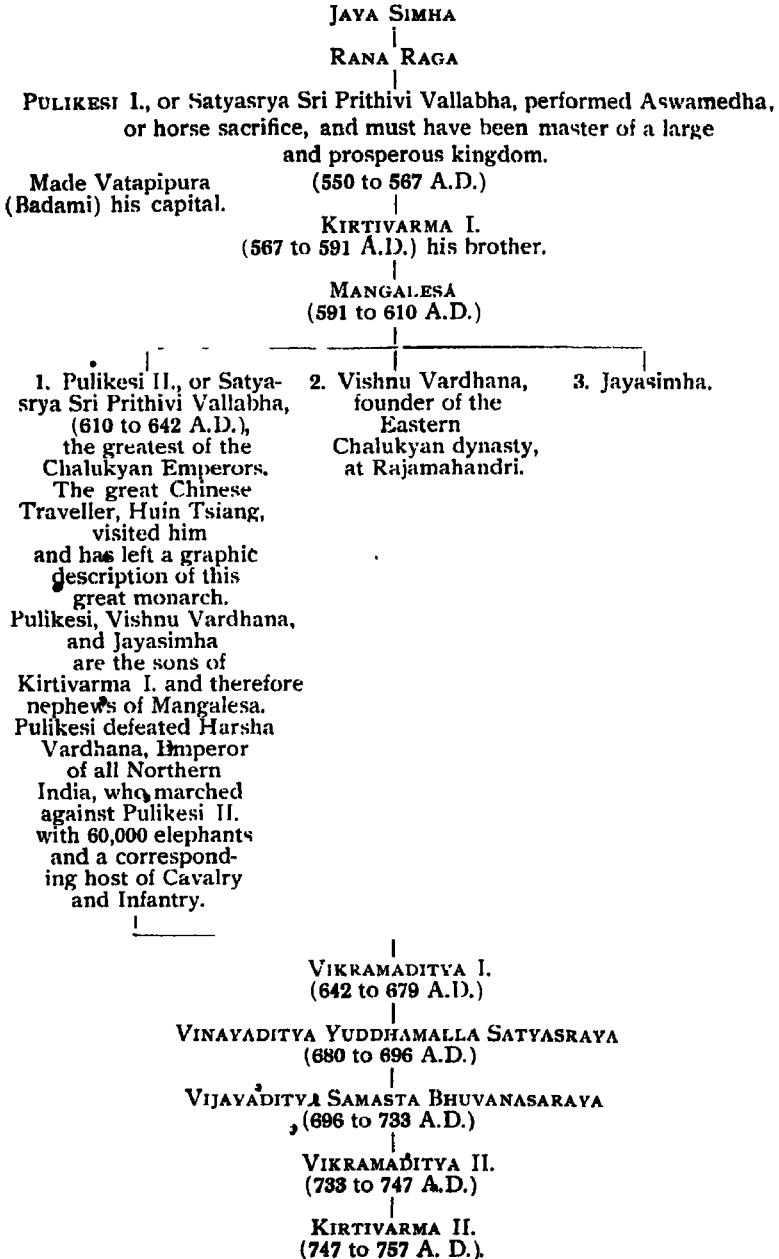 JAYA SIMHA
RANA RAGA
PULIKESI I., or Satyasrya Sri Prithivi Vallabha, performed Aswamedha,
or horse sacrifice, and must have been master of a large
and prosperous kingdom.
Made Vatapipura
(Badami) his capital.
(550 to 567 A.D.)
KIRTIVARMA I.
(567 to 591 A.D.) his brother.
MANGALESA
(591 to 610 A.D.)
1. Pulikesi II., or Satya-
srya Sri Prithivi Vallabha,
(610 to 642 A.D.),
the greatest of the
Chalukyan Emperors.
The great Chinese
Traveller, Huin Tsiang,
visited him
and has left a graphic
description of this
great monarch.
Pulikesi, Vishnu Vardhana,
and Jayasimha
are the sons of
Kirtivarma I. and therefore
nephews of Mangalesa.
Pulikesi defeated Harsha
Vardhana, Emperor
of all Northern
India, who marched
against Pulikesi II.
with 60,000 elephants
and a correspond-
ing host of Cavalry
and Infantry.
2. Vishnu Vardhana,
founder of the
Eastern
Chalukyan dynasty,
at Rajamahandri.
3. Jayasimha.
VIKRAMADITYA I.
(642 to 679 A.D.)
VINAYADITYA YUDDHAMALLA SATYASRAYA
(680 to 696 A.D.)
VIJAYADITYA SAMASTA BHUVANASARAYA
(696 to 733 A.D.)
VIKRAMADITYA II.
(733 to 747 A.D.)
KIRTIVARMA II.
(747 to 757 A. D.).